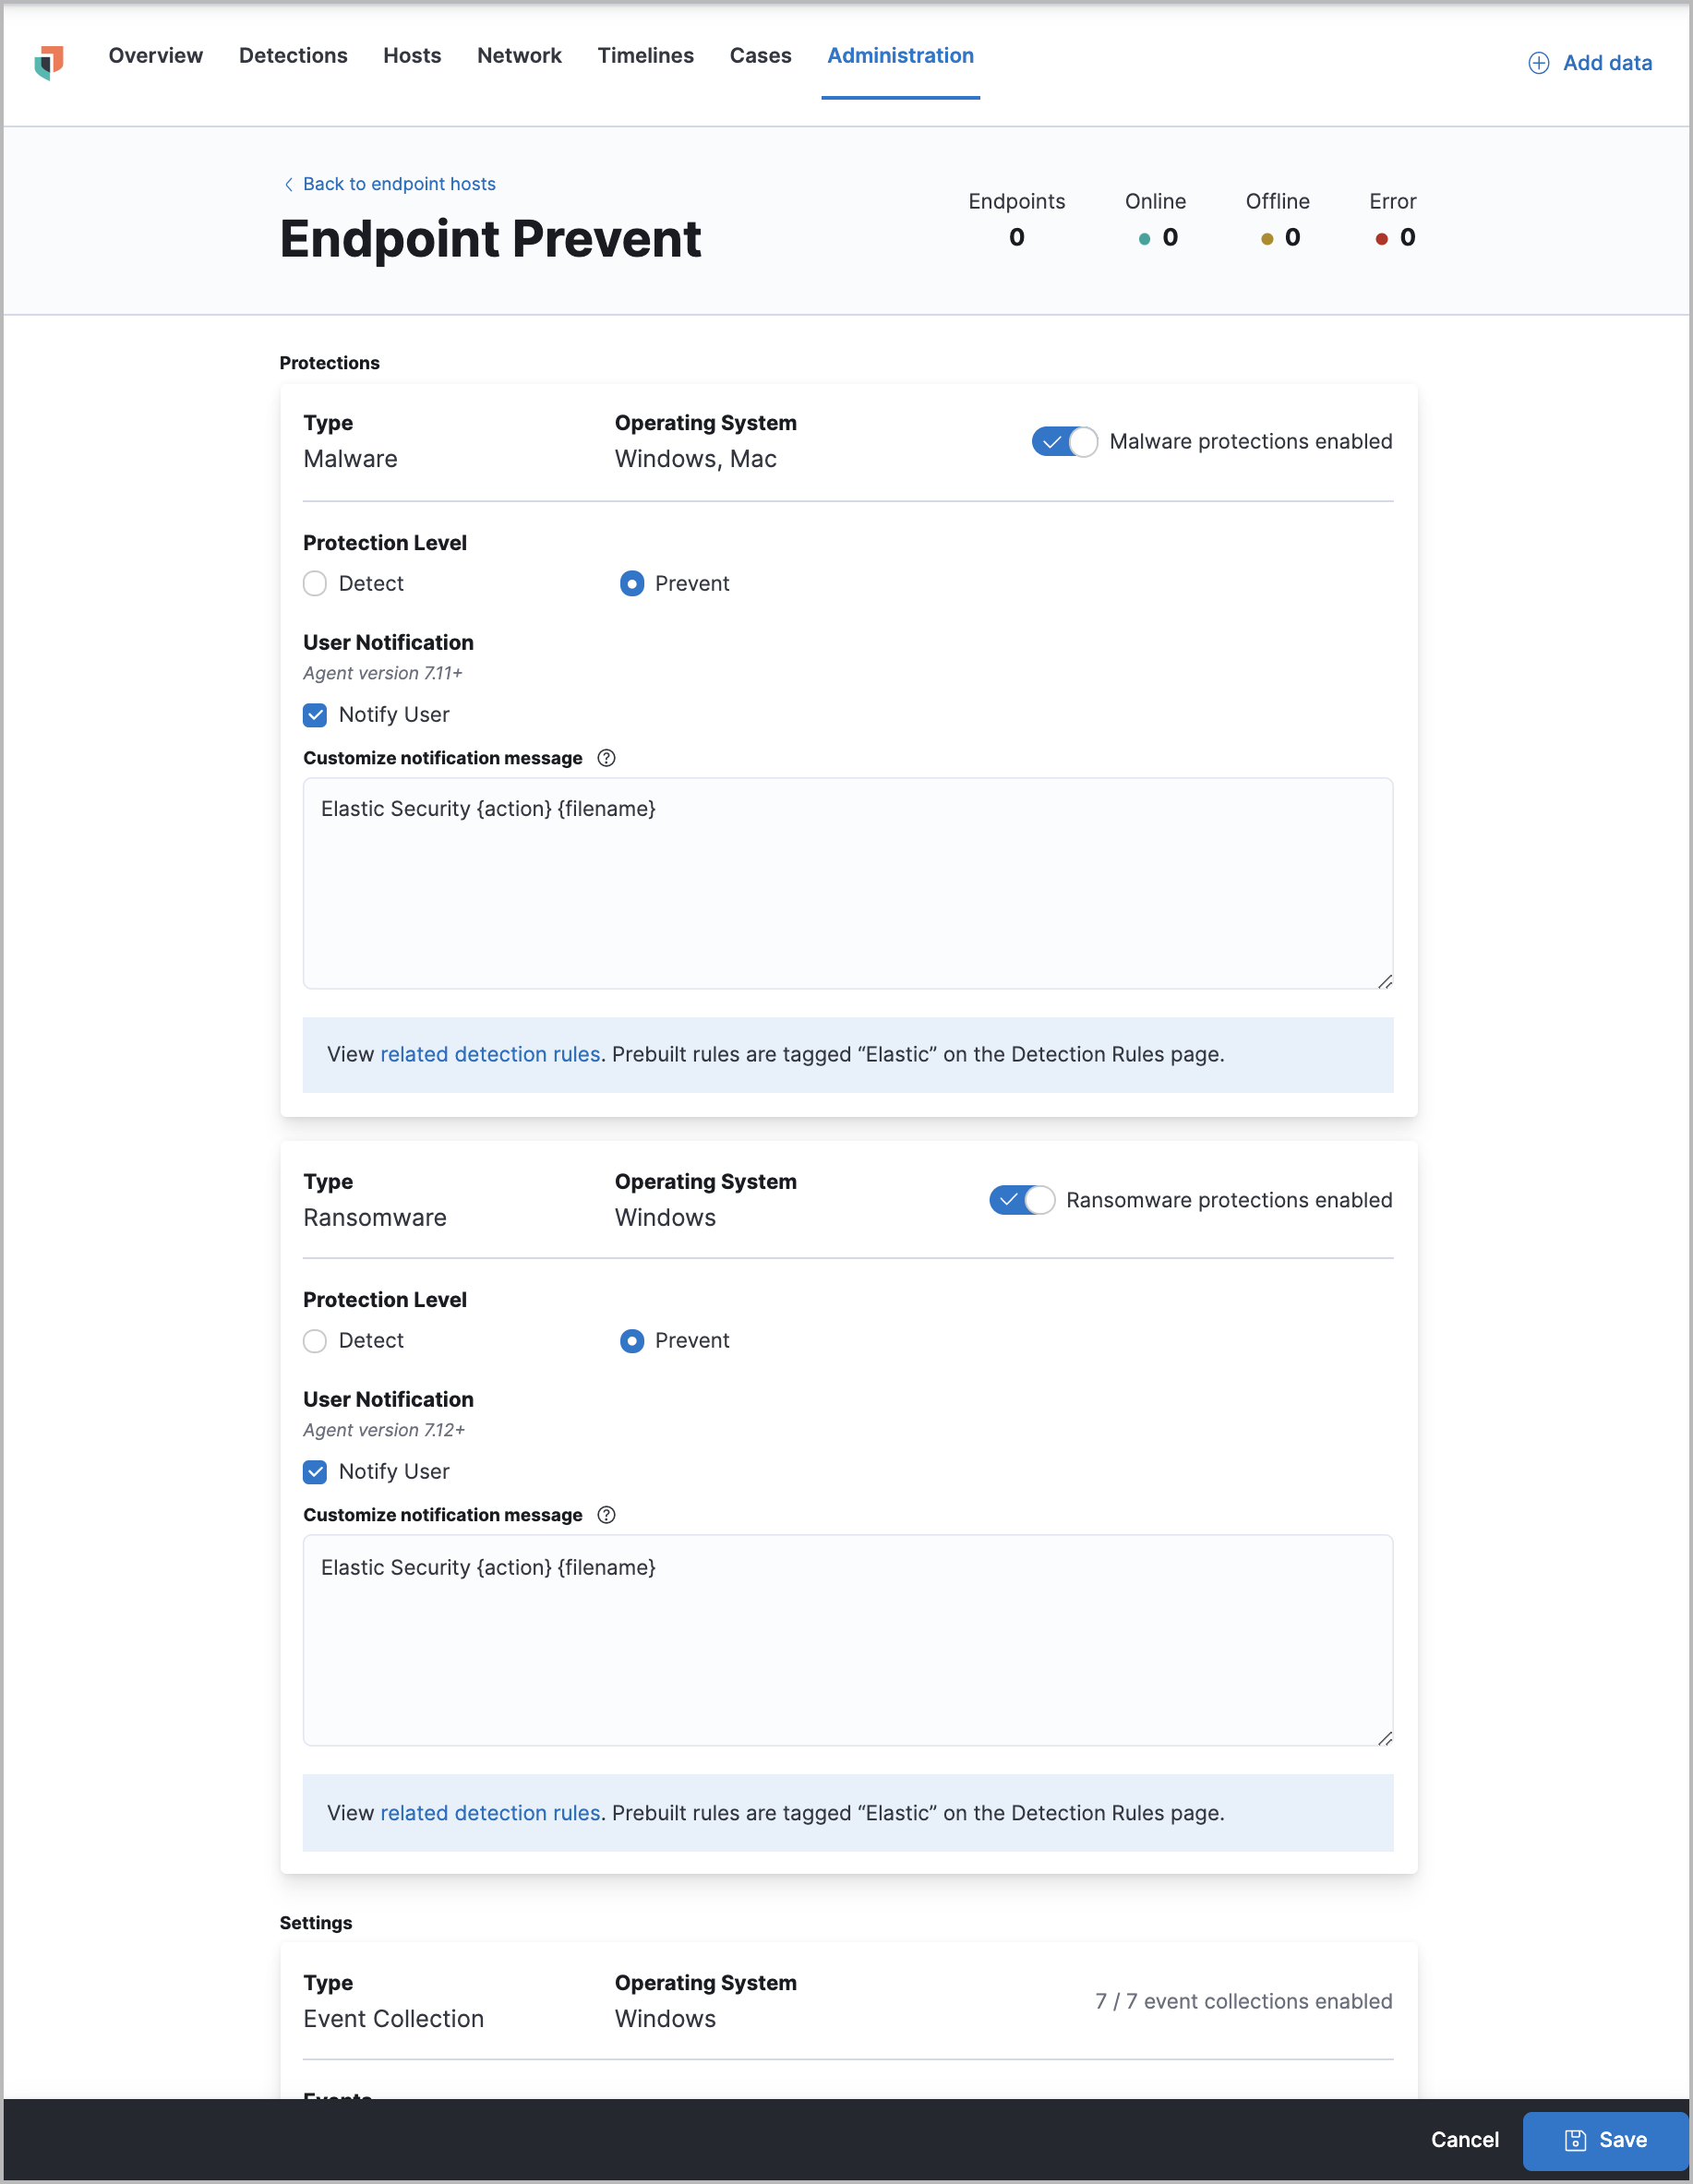 Overview Detections Hosts Network Timelines Cases Administration Add data
Back to endpoint hosts
Endpoint Prevent
Endpoints Online Offline Error
0 0 0 0
Protections
Type Operating System
Malware Windows, Mac
Malware protections enabled
Protection Level
Detect Prevent
User Notification
Agent version 7.11+
Notify User
Customize notification message
Elastic Security {action} {filename}
View related detection rules. Prebuilt rules are tagged “Elastic” on the Detection Rules page.
Type Operating System
Ransomware Windows
Ransomware protections enabled
Protection Level
Detect Prevent
User Notification
Agent version 7.12+
Notify User
Customize notification message
Elastic Security {action} {filename}
View related detection rules. Prebuilt rules are tagged “Elastic” on the Detection Rules page.
Settings
Type Operating System
Event Collection Windows
7 / 7 event collections enabled
Events
Cancel Save